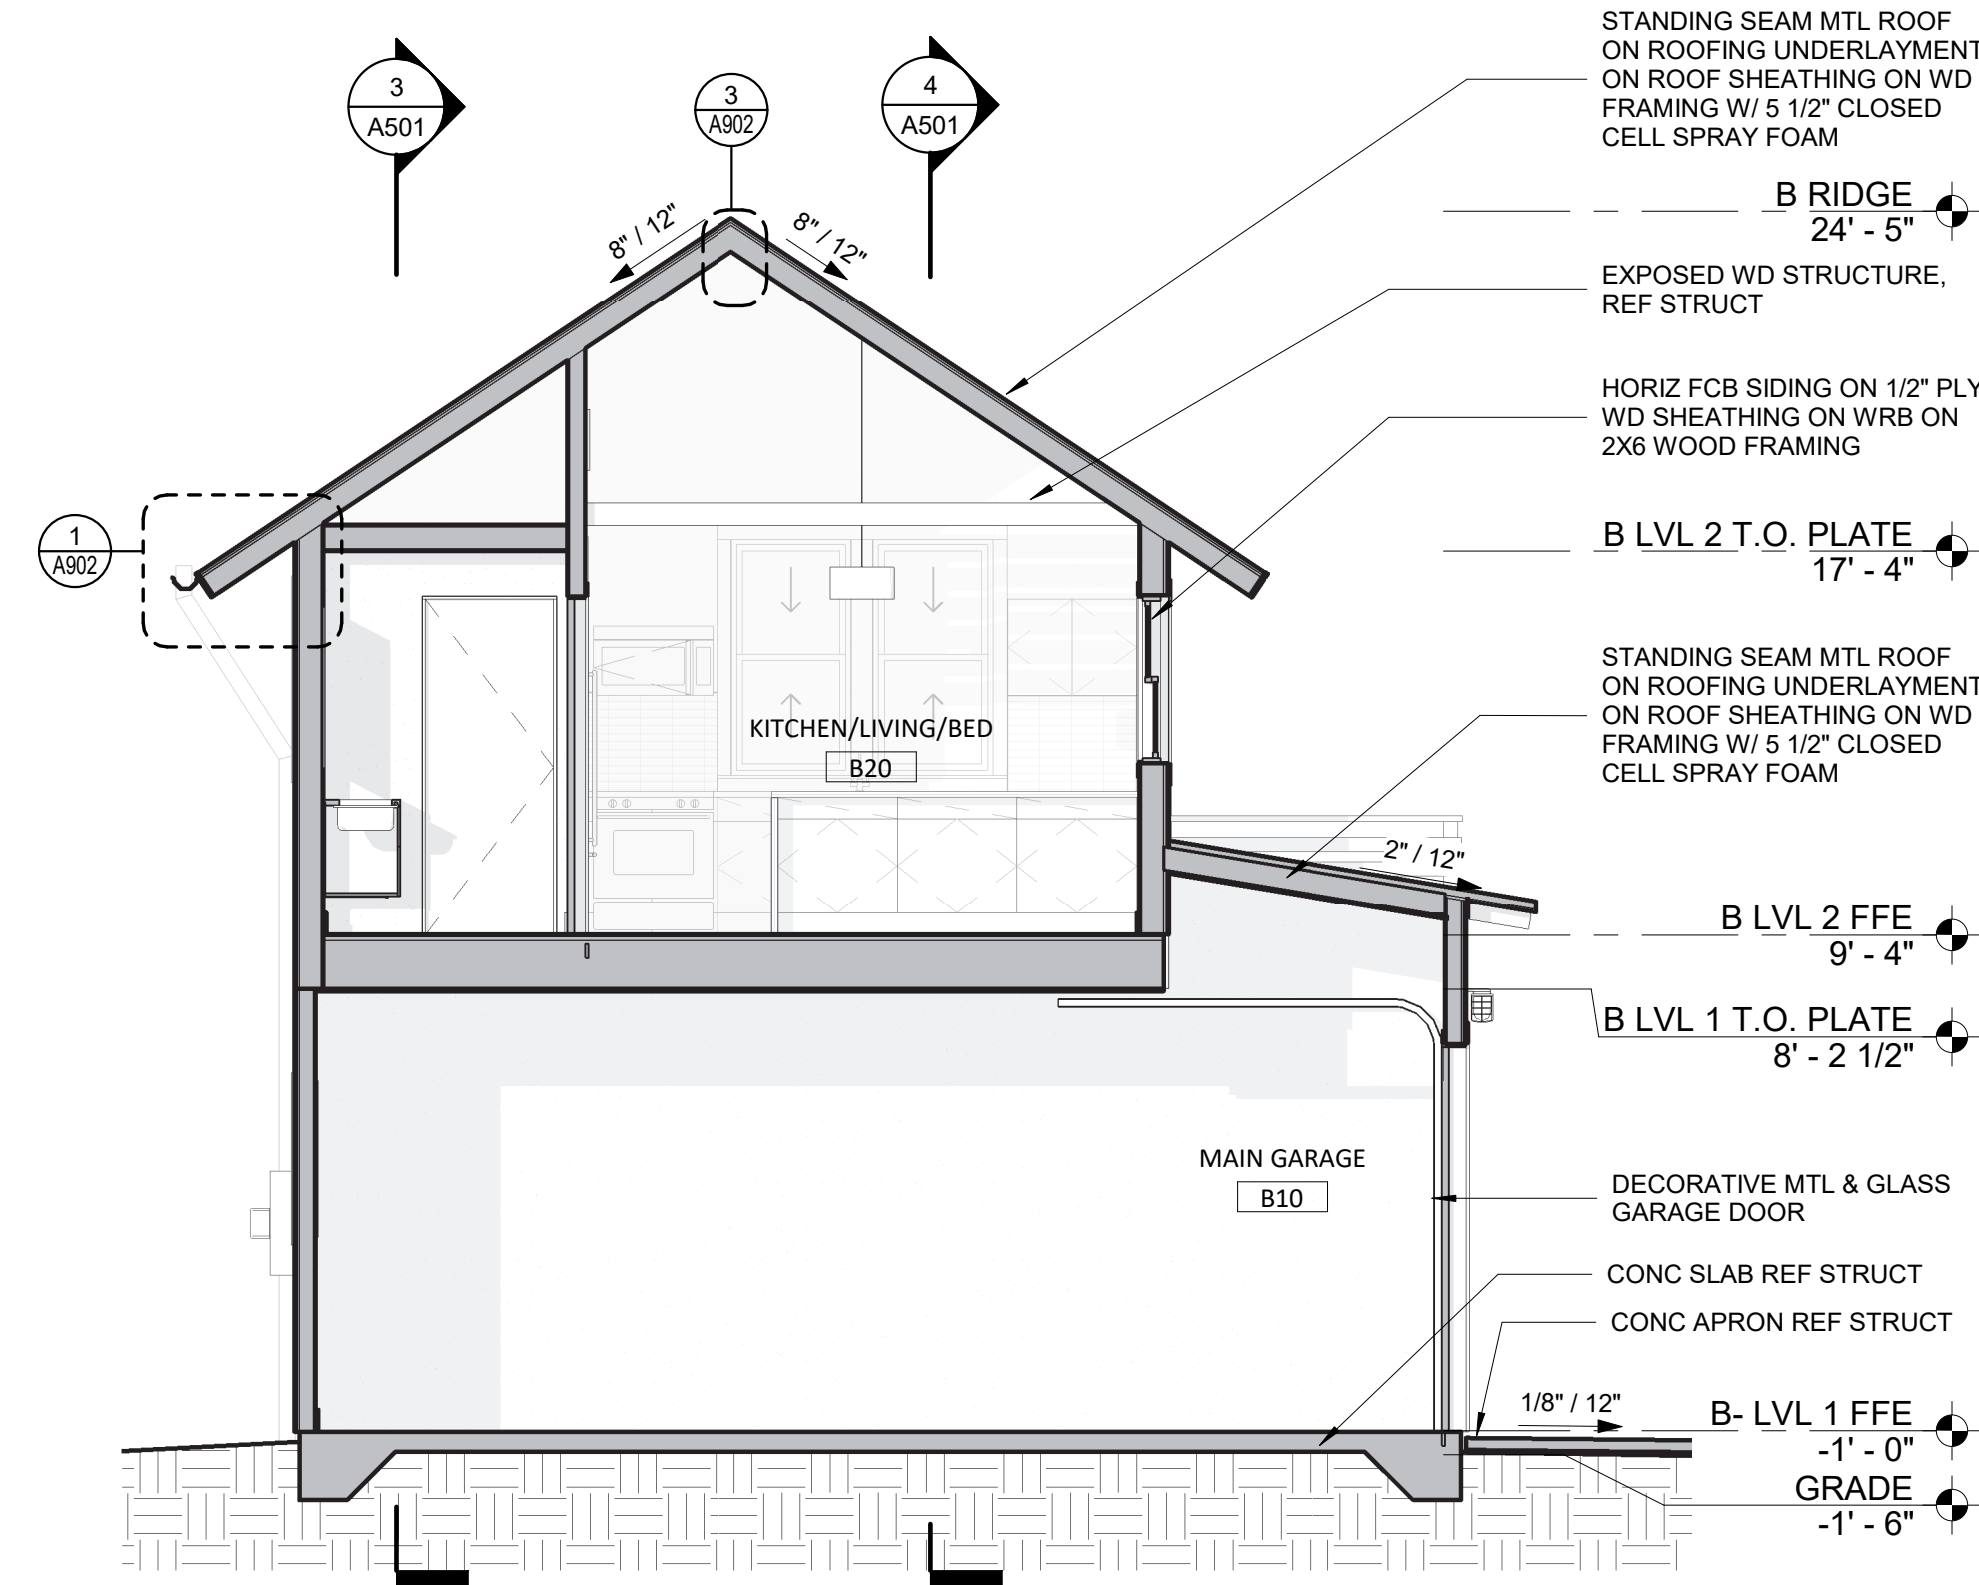 3
A501
3
A902
4
A501
8" / 12"
8" / 12"
1
A902
STANDING SEAM MTL ROOF
ON ROOFING UNDERLAYMENT
ON ROOF SHEATHING ON WD
FRAMING W/ 5 1/2" CLOSED
CELL SPRAY FOAM
B RIDGE
24' - 5"
EXPOSED WD STRUCTURE,
REF STRUCT
HORIZ FCB SIDING ON 1/2" PLY
WD SHEATHING ON WRB ON
2X6 WOOD FRAMING
B LVL 2 T.O. PLATE
17' - 4"
STANDING SEAM MTL ROOF
ON ROOFING UNDERLAYMENT
ON ROOF SHEATHING ON WD
FRAMING W/ 5 1/2" CLOSED
CELL SPRAY FOAM
KITCHEN/LIVING/BED
B20
2" / 12"
B LVL 2 FFE
9' - 4"
B LVL 1 T.O. PLATE
8' - 2 1/2"
MAIN GARAGE
B10
DECORATIVE MTL & GLASS
GARAGE DOOR
CONC SLAB REF STRUCT
CONC APRON REF STRUCT
1/8" / 12"
B- LVL 1 FFE
-1' - 0"
GRADE
-1' - 6"